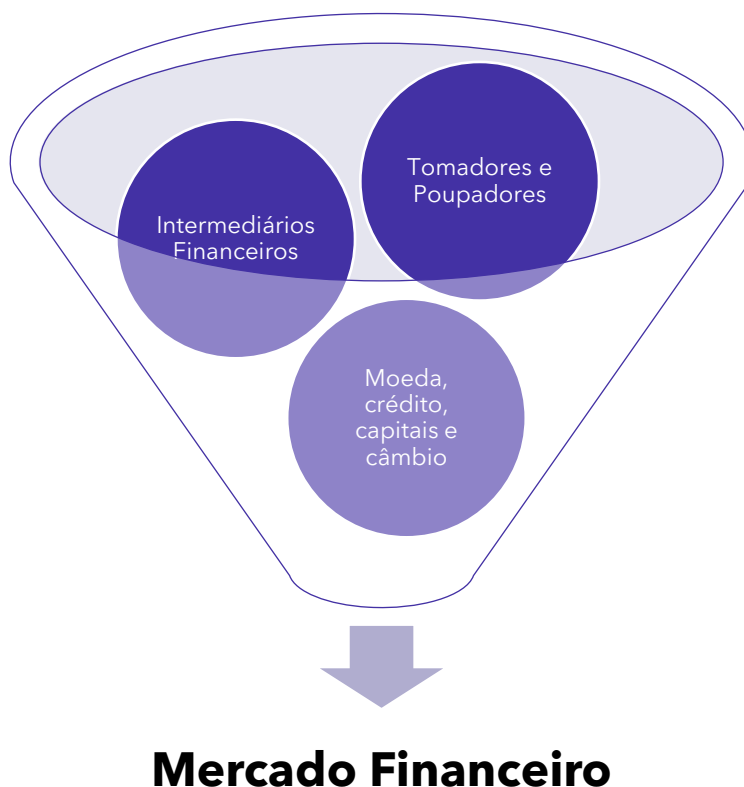 Tomadores e
Poupadores
Intermediários
Financeiros
Moeda,
crédito,
capitais e
câmbio
Mercado Financeiro